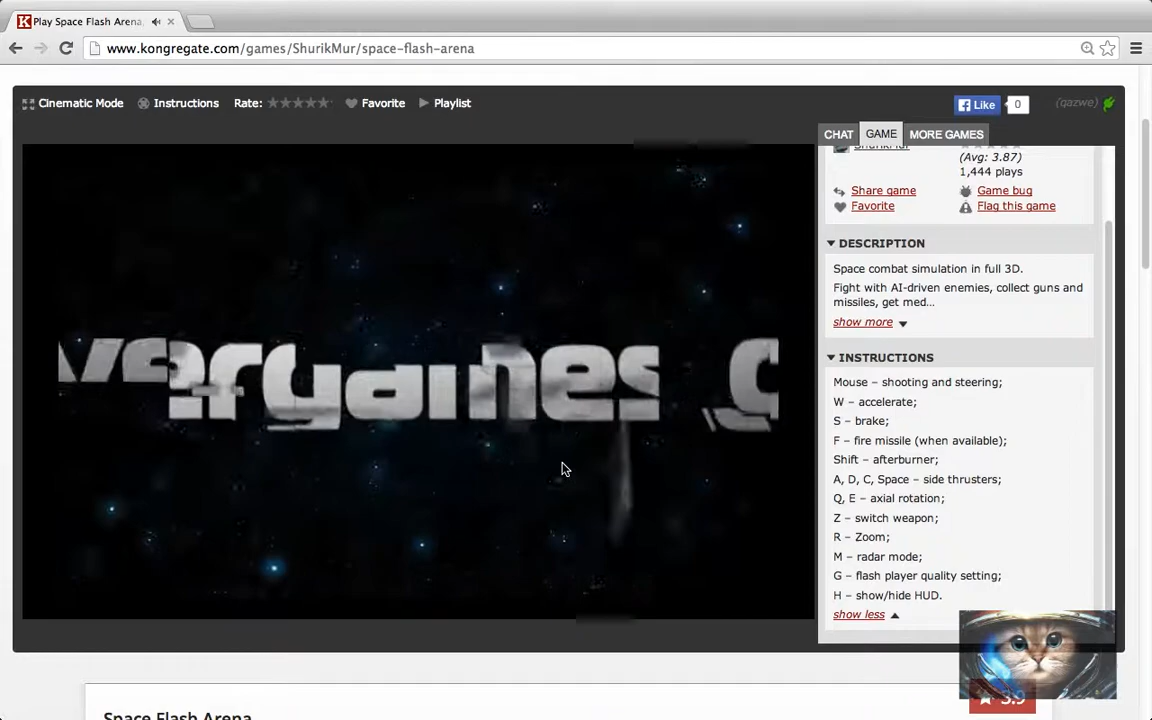 Play Space Flash Arena,
www.kongregate.com/games/ShurikMur/space-flash-arena
Cinematic Mode Instructions Rate: Favorite Playlist
Like 0 (qazwe)
CHAT GAME MORE GAMES
ShurikMur
(Avg: 3.87)
1,444 plays
Share game Game bug
Favorite Flag this game
DESCRIPTION
Space combat simulation in full 3D.
Fight with AI-driven enemies, collect guns and
missiles, get med...
show more
INSTRUCTIONS
Mouse – shooting and steering;
W – accelerate;
S – brake;
F – fire missile (when available);
Shift – afterburner;
A, D, C, Space – side thrusters;
Q, E – axial rotation;
Z – switch weapon;
R – Zoom;
M – radar mode;
G – flash player quality setting;
H – show/hide HUD.
show less
3.9
Space Flash Arena